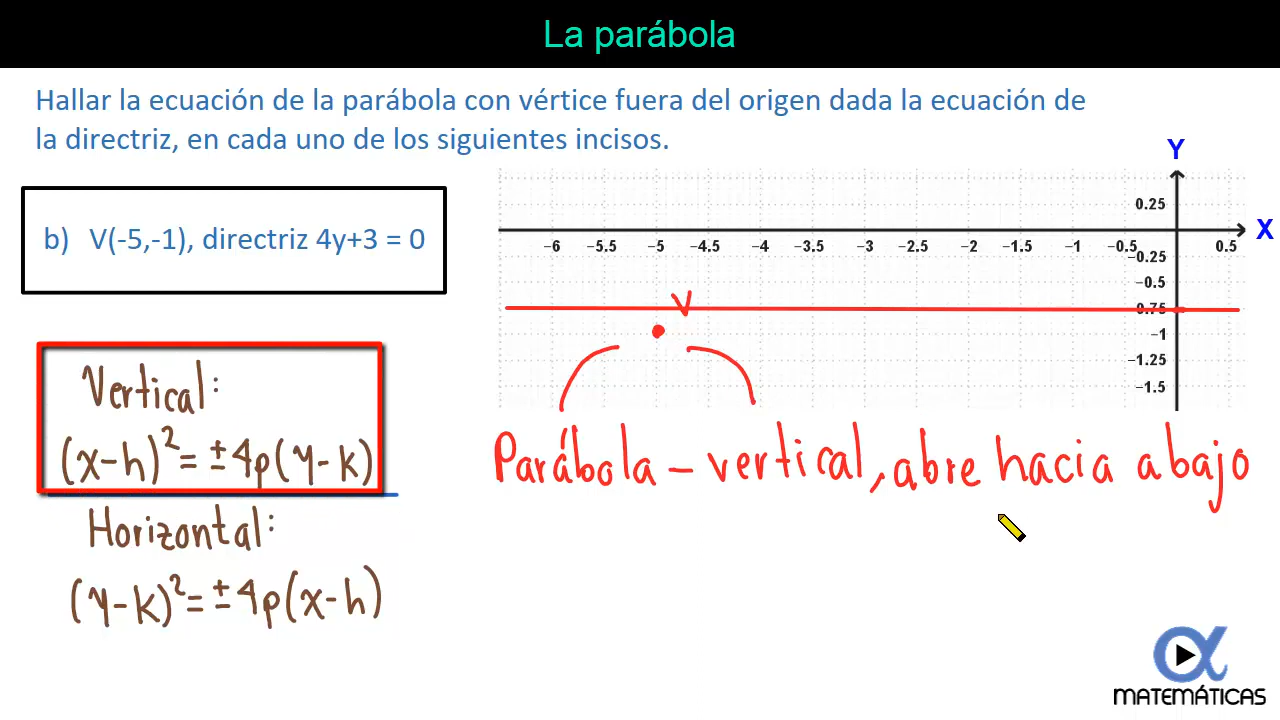 La parábola
Hallar la ecuación de la parábola con vértice fuera del origen dada la ecuación de
la directriz, en cada uno de los siguientes incisos.
b) V(-5,-1), directriz 4y+3 = 0
Vertical:
(x-h)²=±4p(y-k)
Horizontal:
(y-k)²=±4p(x-h)
Y
0.25
X
-6 -5.5 -5 -4.5 -4 -3.5 -3 -2.5 -2 -1.5 -1 -0.5 0.5
-0.25
-0.5
V
0.75
-1
-1.25
-1.5
Parábola - vertical, abre hacia abajo
MATEMÁTICAS